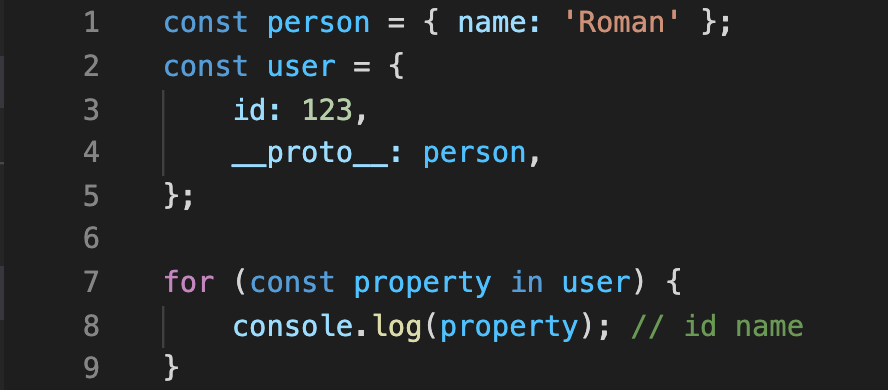 1 const person = { name: 'Roman' };
2 const user = {
3 id: 123,
4 __proto__: person,
5 };
6
7 for (const property in user) {
8 console.log(property); // id name
9 }